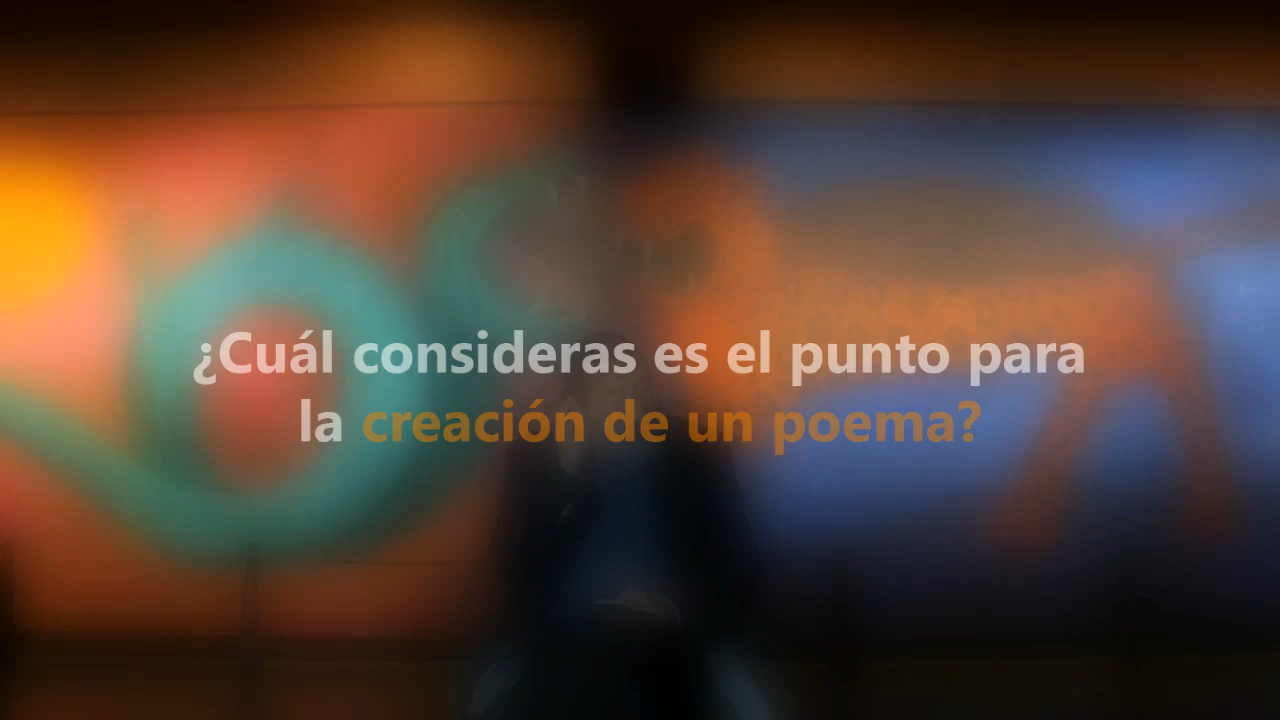 ¿Cuál consideras es el punto para
la creación de un poema?